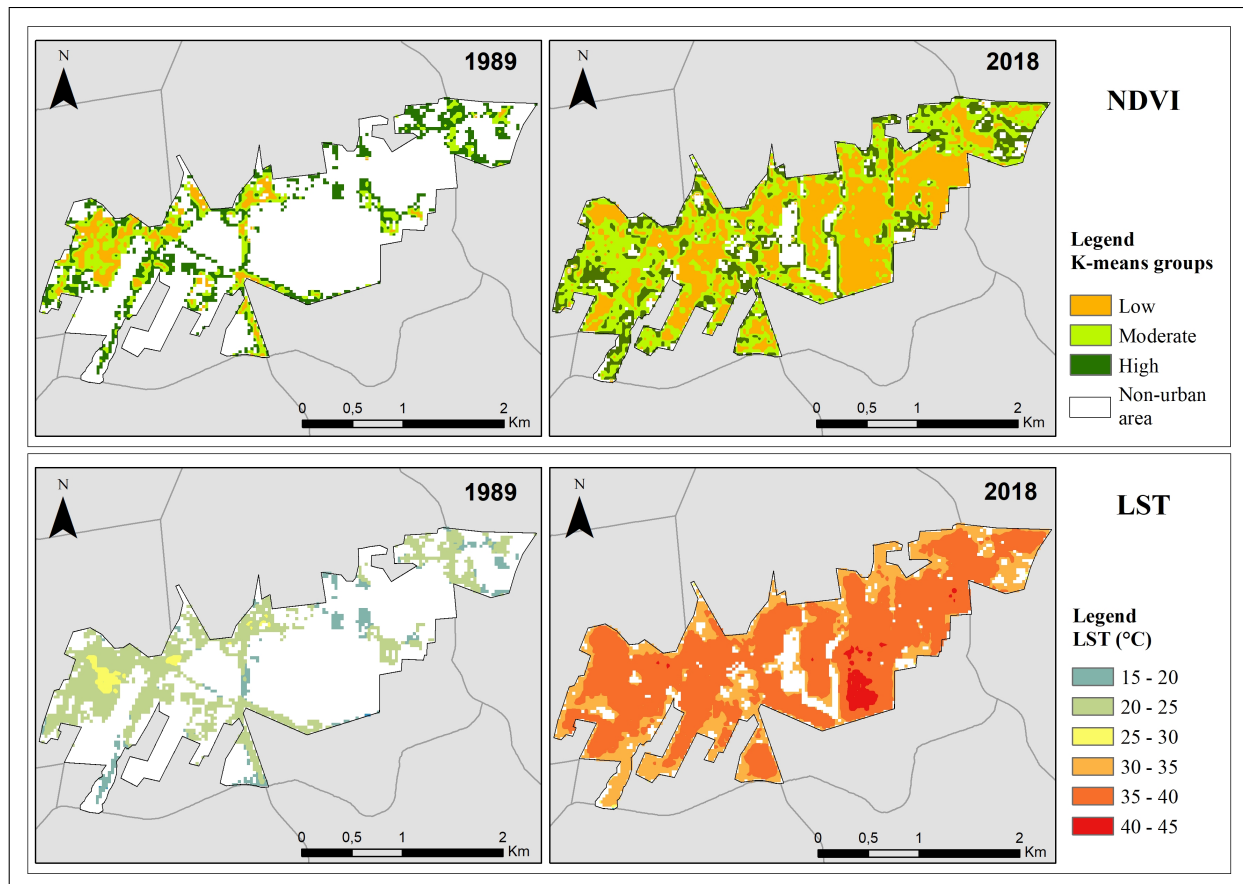 N
1989
0 0,5 1 2
Km
N
2018
0 0,5 1 2
Km
NDVI
Legend
K-means groups
Low
Moderate
High
Non-urban
area
N
1989
0 0,5 1 2
Km
N
2018
0 0,5 1 2
Km
LST
Legend
LST (°C)
15 - 20
20 - 25
25 - 30
30 - 35
35 - 40
40 - 45